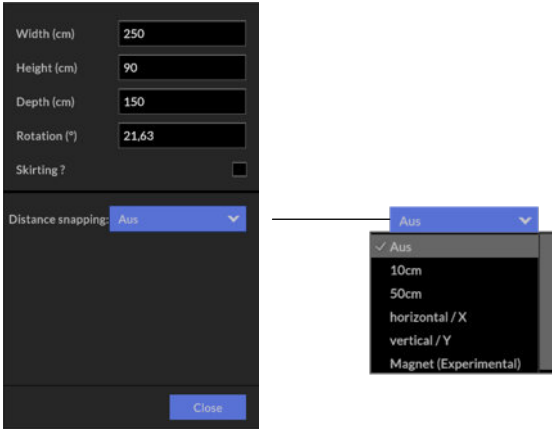 Width (cm) 250
Height (cm) 90
Depth (cm) 150
Rotation (°) 21,63
Skirting ?
Distance snapping: Aus
Close
Aus
✓ Aus
10cm
50cm
horizontal / X
vertical / Y
Magnet (Experimental)